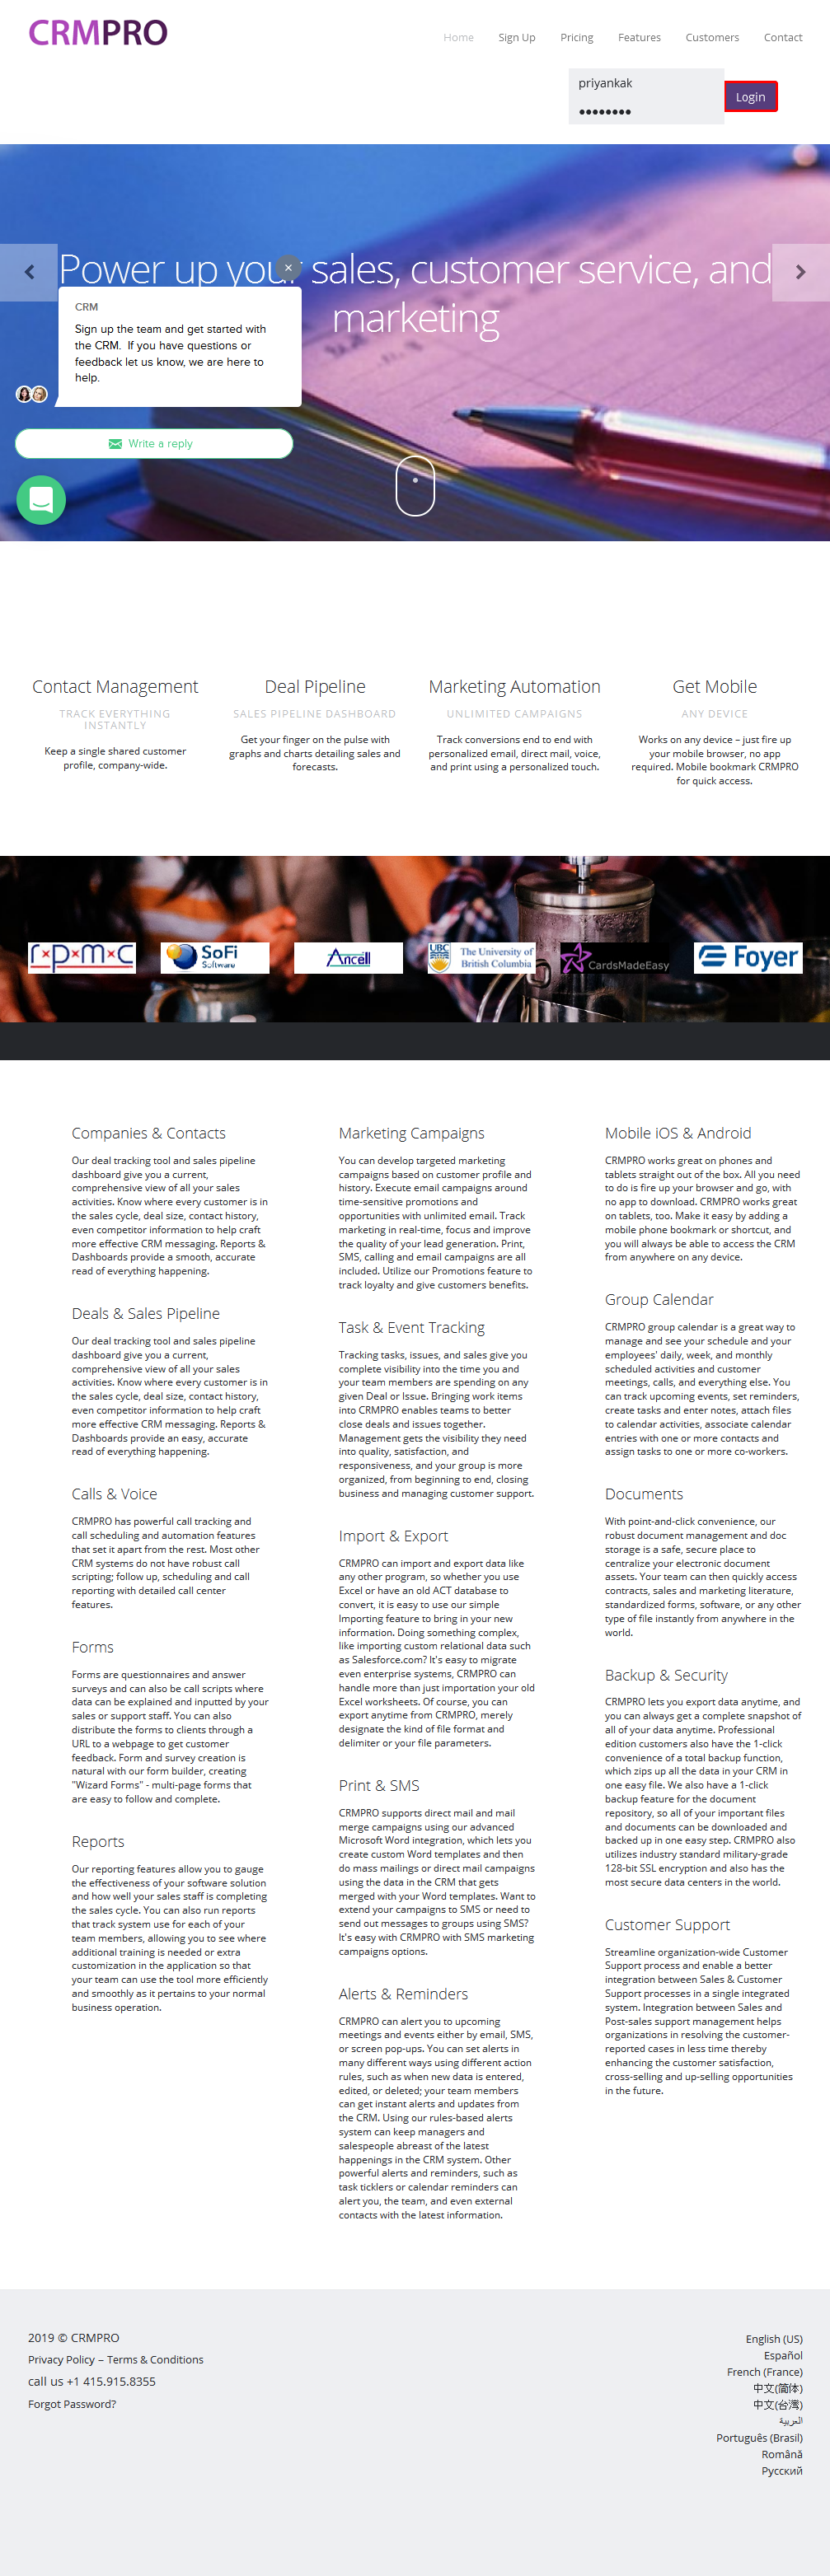 CRMPRO
Home Sign Up Pricing Features Customers Contact
priyankak
••••••••
Login
Power up your sales, customer service, and
marketing
×
CRM
Sign up the team and get started with
the CRM. If you have questions or
feedback let us know, we are here to
help.
Write a reply
Contact Management
TRACK EVERYTHING
INSTANTLY
Keep a single shared customer
profile, company-wide.
Deal Pipeline
SALES PIPELINE DASHBOARD
Get your finger on the pulse with
graphs and charts detailing sales and
forecasts.
Marketing Automation
UNLIMITED CAMPAIGNS
Track conversions end to end with
personalized email, direct mail, voice,
and print using a personalized touch.
Get Mobile
ANY DEVICE
Works on any device – just fire up
your mobile browser, no app
required. Mobile bookmark CRMPRO
for quick access.
r·p·m·c
SoFi
Software
Ancell
UBC
The University of
British Columbia
CardsMadeEasy
Foyer
Companies & Contacts
Our deal tracking tool and sales pipeline
dashboard give you a current,
comprehensive view of all your sales
activities. Know where every customer is in
the sales cycle, deal size, contact history,
even competitor information to help craft
more effective CRM messaging. Reports &
Dashboards provide a smooth, accurate
read of everything happening.
Deals & Sales Pipeline
Our deal tracking tool and sales pipeline
dashboard give you a current,
comprehensive view of all your sales
activities. Know where every customer is in
the sales cycle, deal size, contact history,
even competitor information to help craft
more effective CRM messaging. Reports &
Dashboards provide an easy, accurate
read of everything happening.
Calls & Voice
CRMPRO has powerful call tracking and
call scheduling and automation features
that set it apart from the rest. Most other
CRM systems do not have robust call
scripting; follow up, scheduling and call
reporting with detailed call center
features.
Forms
Forms are questionnaires and answer
surveys and can also be call scripts where
data can be explained and inputted by your
sales or support staff. You can also
distribute the forms to clients through a
URL to a webpage to get customer
feedback. Form and survey creation is
natural with our form builder, creating
"Wizard Forms" - multi-page forms that
are easy to follow and complete.
Reports
Our reporting features allow you to gauge
the effectiveness of your software solution
and how well your sales staff is completing
the sales cycle. You can also run reports
that track system use for each of your
team members, allowing you to see where
additional training is needed or extra
customization in the application so that
your team can use the tool more efficiently
and smoothly as it pertains to your normal
business operation.
Marketing Campaigns
You can develop targeted marketing
campaigns based on customer profile and
history. Execute email campaigns around
time-sensitive promotions and
opportunities with unlimited email. Track
marketing in real-time, focus and improve
the quality of your lead generation. Print,
SMS, calling and email campaigns are all
included. Utilize our Promotions feature to
track loyalty and give customers benefits.
Task & Event Tracking
Tracking tasks, issues, and sales give you
complete visibility into the time you and
your team members are spending on any
given Deal or Issue. Bringing work items
into CRMPRO enables teams to better
close deals and issues together.
Management gets the visibility they need
into quality, satisfaction, and
responsiveness, and your group is more
organized, from beginning to end, closing
business and managing customer support.
Import & Export
CRMPRO can import and export data like
any other program, so whether you use
Excel or have an old ACT database to
convert, it is easy to use our simple
Importing feature to bring in your new
information. Doing something complex,
like importing custom relational data such
as Salesforce.com? It's easy to migrate
even enterprise systems, CRMPRO can
handle more than just importation your old
Excel worksheets. Of course, you can
export anytime from CRMPRO, merely
designate the kind of file format and
delimiter or your file parameters.
Print & SMS
CRMPRO supports direct mail and mail
merge campaigns using our advanced
Microsoft Word integration, which lets you
create custom Word templates and then
do mass mailings or direct mail campaigns
using the data in the CRM that gets
merged with your Word templates. Want to
extend your campaigns to SMS or need to
send out messages to groups using SMS?
It's easy with CRMPRO with SMS marketing
campaigns options.
Alerts & Reminders
CRMPRO can alert you to upcoming
meetings and events either by email, SMS,
or screen pop-ups. You can set alerts in
many different ways using different action
rules, such as when new data is entered,
edited, or deleted; your team members
can get instant alerts and updates from
the CRM. Using our rules-based alerts
system can keep managers and
salespeople abreast of the latest
happenings in the CRM system. Other
powerful alerts and reminders, such as
task ticklers or calendar reminders can
alert you, the team, and even external
contacts with the latest information.
Mobile iOS & Android
CRMPRO works great on phones and
tablets straight out of the box. All you need
to do is fire up your browser and go, with
no app to download. CRMPRO works great
on tablets, too. Make it easy by adding a
mobile phone bookmark or shortcut, and
you will always be able to access the CRM
from anywhere on any device.
Group Calendar
CRMPRO group calendar is a great way to
manage and see your schedule and your
employees' daily, week, and monthly
scheduled activities and customer
meetings, calls, and everything else. You
can track upcoming events, set reminders,
create tasks and enter notes, attach files
to calendar activities, associate calendar
entries with one or more contacts and
assign tasks to one or more co-workers.
Documents
With point-and-click convenience, our
robust document management and doc
storage is a safe, secure place to
centralize your electronic document
assets. Your team can then quickly access
contracts, sales and marketing literature,
standardized forms, software, or any other
type of file instantly from anywhere in the
world.
Backup & Security
CRMPRO lets you export data anytime, and
you can always get a complete snapshot of
all of your data anytime. Professional
edition customers also have the 1-click
convenience of a total backup function,
which zips up all the data in your CRM in
one easy file. We also have a 1-click
backup feature for the document
repository, so all of your important files
and documents can be downloaded and
backed up in one easy step. CRMPRO also
utilizes industry standard military-grade
128-bit SSL encryption and also has the
most secure data centers in the world.
Customer Support
Streamline organization-wide Customer
Support process and enable a better
integration between Sales & Customer
Support processes in a single integrated
system. Integration between Sales and
Post-sales support management helps
organizations in resolving the customer-
reported cases in less time thereby
enhancing the customer satisfaction,
cross-selling and up-selling opportunities
in the future.
2019 © CRMPRO
Privacy Policy – Terms & Conditions
call us +1 415.915.8355
Forgot Password?
English (US)
Español
French (France)
中文(简体)
中文(台灣)
العربية
Português (Brasil)
Română
Русский